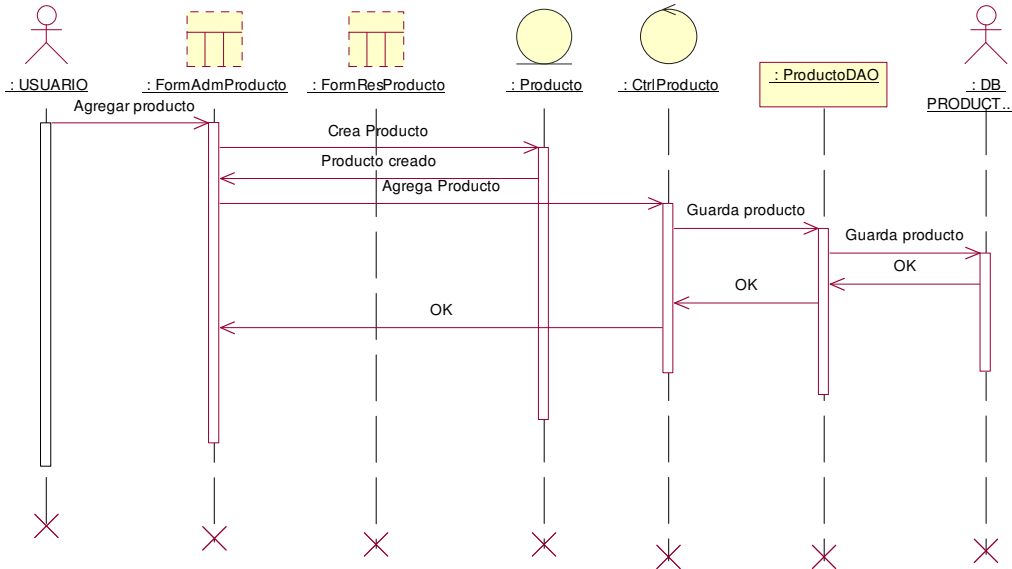 : USUARIO
: FormAdmProducto
: FormResProducto
: Producto
: CtrlProducto
: ProductoDAO
: DB
PRODUCT...
Agregar producto
Crea Producto
Producto creado
Agrega Producto
Guarda producto
Guarda producto
OK
OK
OK